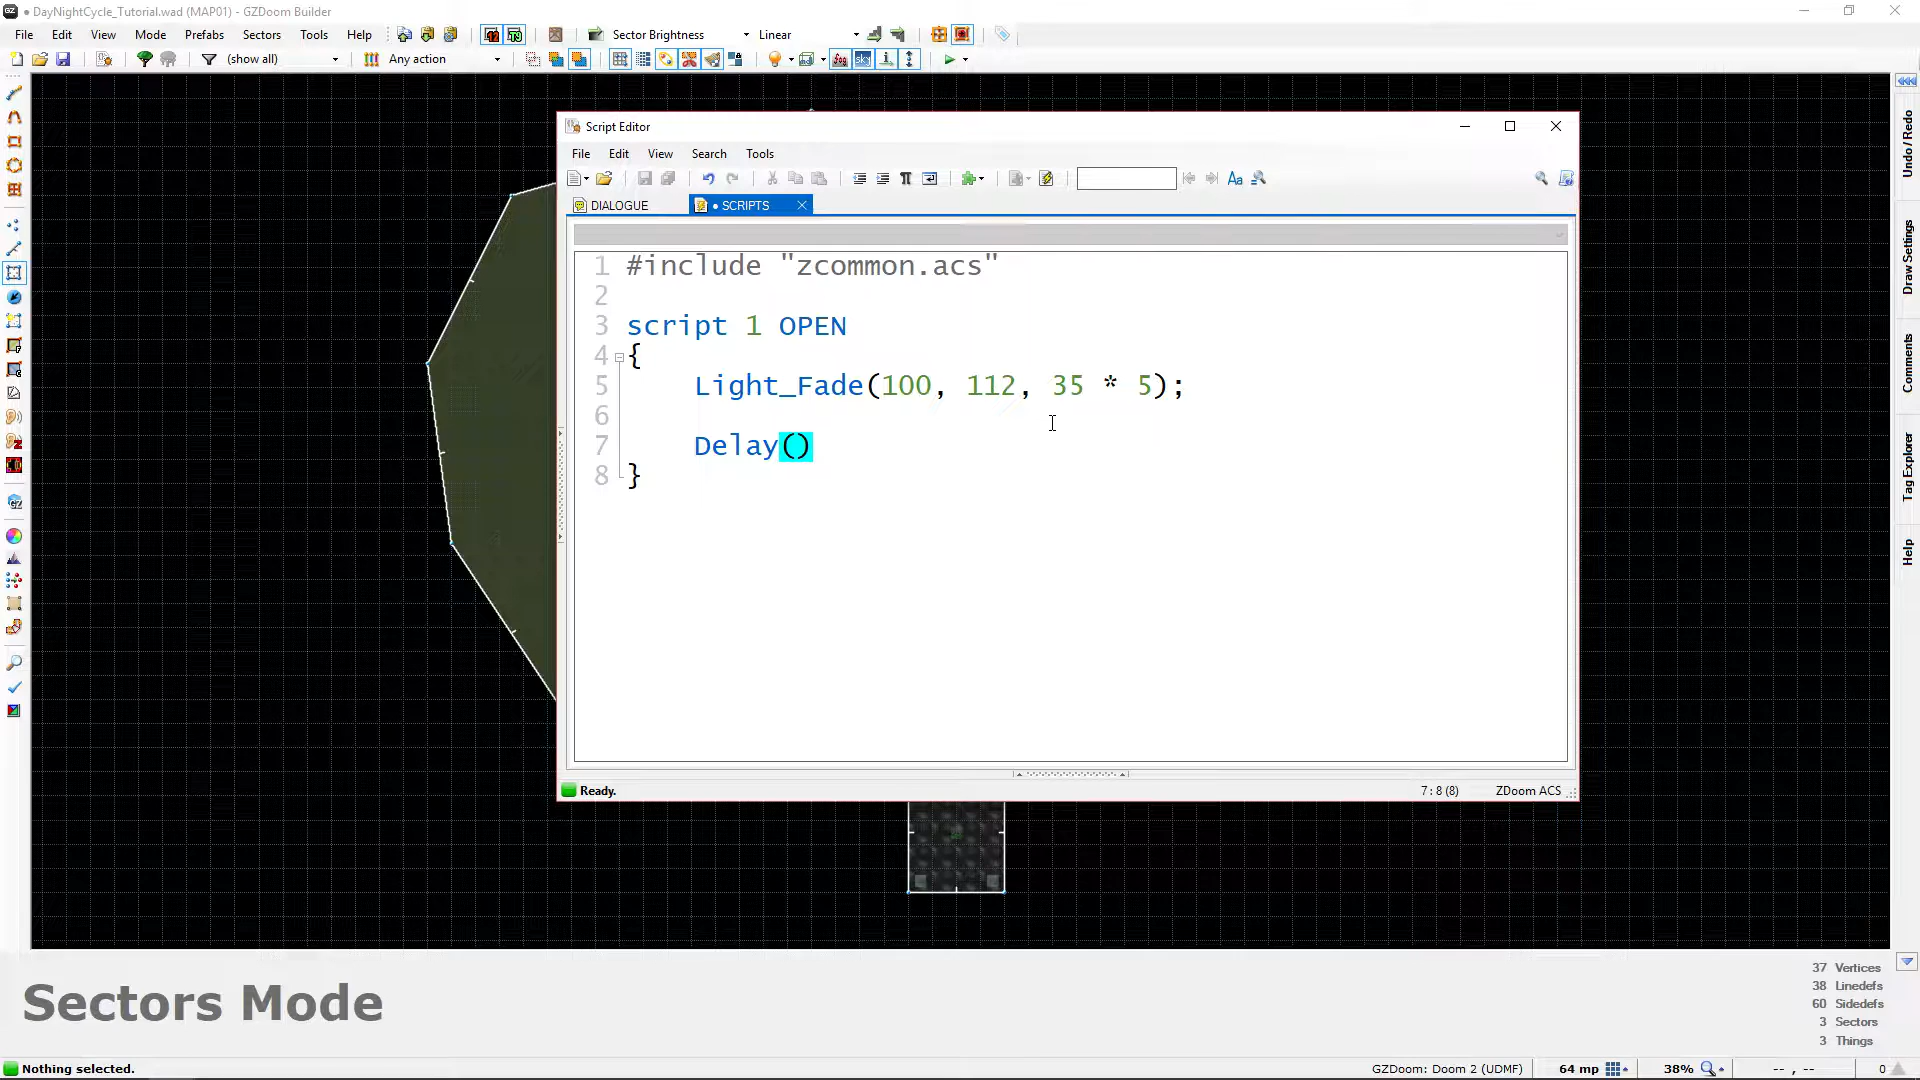 • DayNightCycle_Tutorial.wad (MAP01) - GZDoom Builder
File Edit View Mode Prefabs Sectors Tools Help
Sector Brightness
Linear
(show all)
Any action
Script Editor
File Edit View Search Tools
DIALOGUE
• SCRIPTS
1 #include "zcommon.acs"
2
3 script 1 OPEN
4 {
5 Light_Fade(100, 112, 35 * 5);
6
7 Delay()
8 }
Ready.
7 : 8 (8)
ZDoom ACS
Undo / Redo
Draw Settings
Comments
Tag Explorer
Help
Sectors Mode
37 Vertices
38 Linedefs
60 Sidedefs
3 Sectors
3 Things
Nothing selected.
GZDoom: Doom 2 (UDMF)
64 mp
38%
-- , --
0